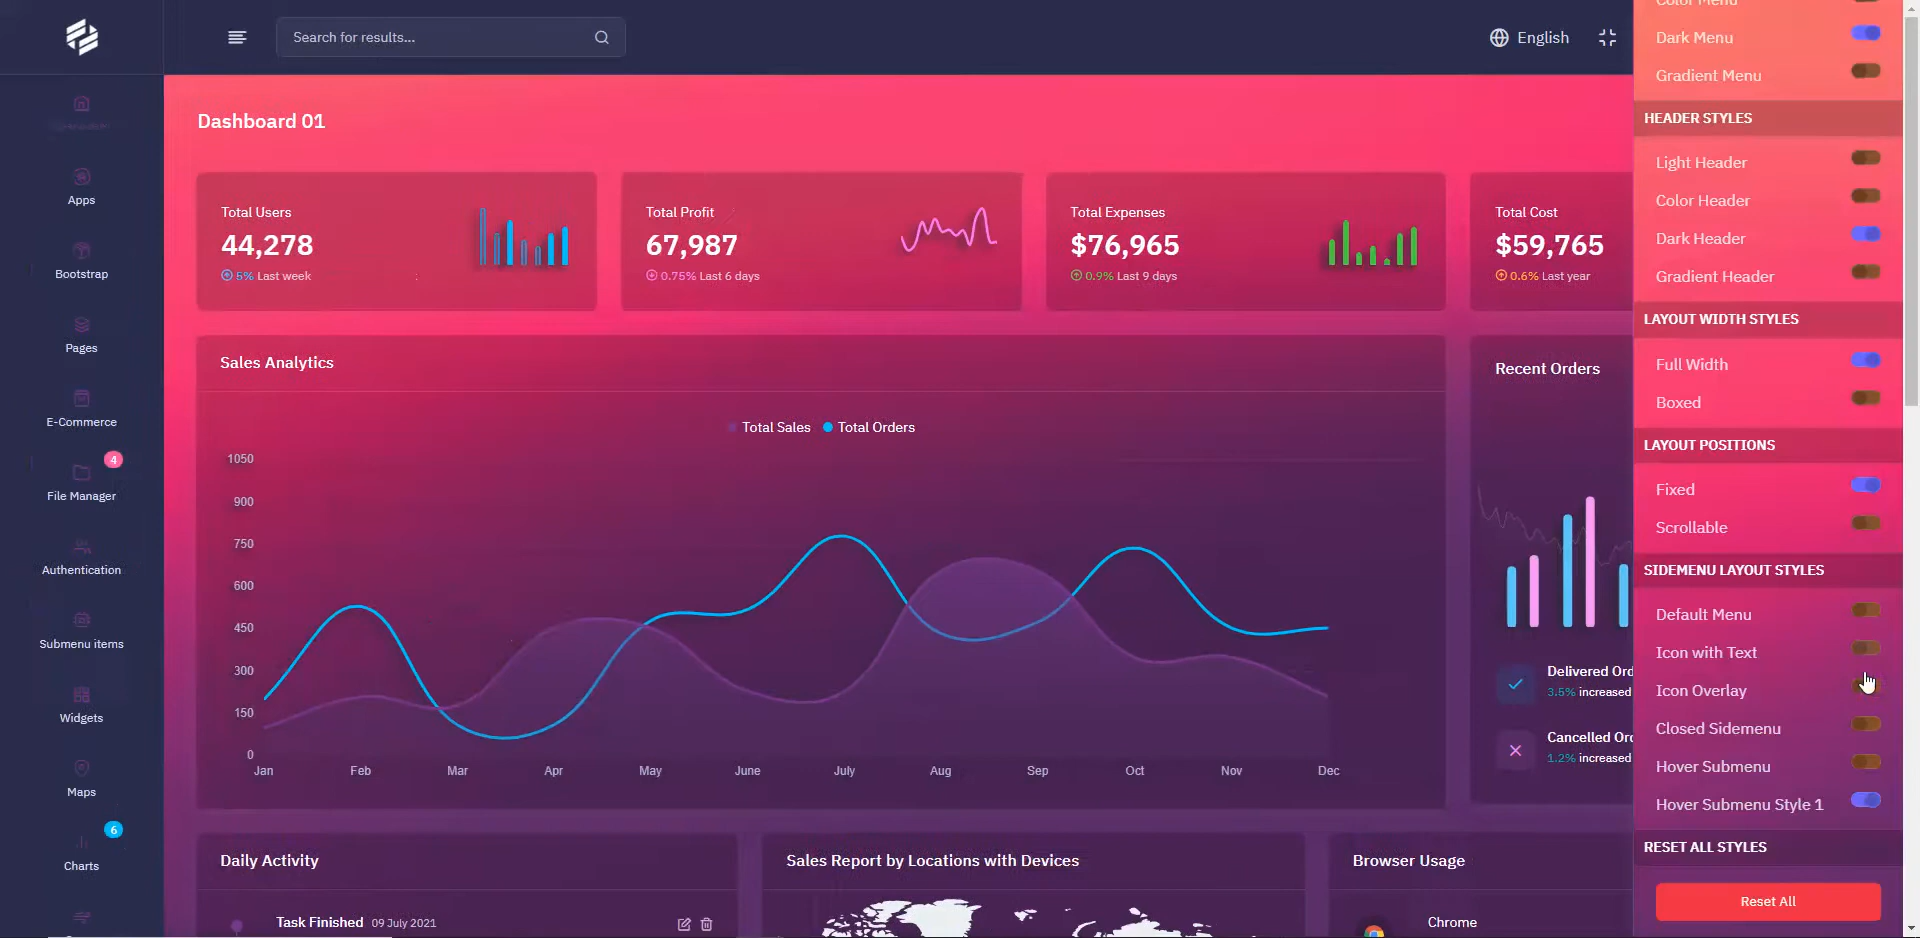 Search for results...
English
Color Menu
Dark Menu
Gradient Menu
HEADER STYLES
Light Header
Color Header
Dark Header
Gradient Header
LAYOUT WIDTH STYLES
Full Width
Boxed
LAYOUT POSITIONS
Fixed
Scrollable
SIDEMENU LAYOUT STYLES
Default Menu
Icon with Text
Icon Overlay
Closed Sidemenu
Hover Submenu
Hover Submenu Style 1
RESET ALL STYLES
Reset All
Apps
Bootstrap
Pages
E-Commerce
4
File Manager
Authentication
Submenu items
Widgets
Maps
6
Charts
Dashboard 01
Total Users
44,278
5% Last week
Total Profit
67,987
0.75% Last 6 days
Total Expenses
$76,965
0.9% Last 9 days
Total Cost
$59,765
0.6% Last year
Sales Analytics
Total Sales Total Orders
1050
900
750
600
450
300
150
0
Jan Feb Mar Apr May June July Aug Sep Oct Nov Dec
Recent Orders
Delivered Ord
3.5% increased
Cancelled Ord
1.2% increased
Daily Activity
Task Finished 09 July 2021
Sales Report by Locations with Devices
Browser Usage
Chrome